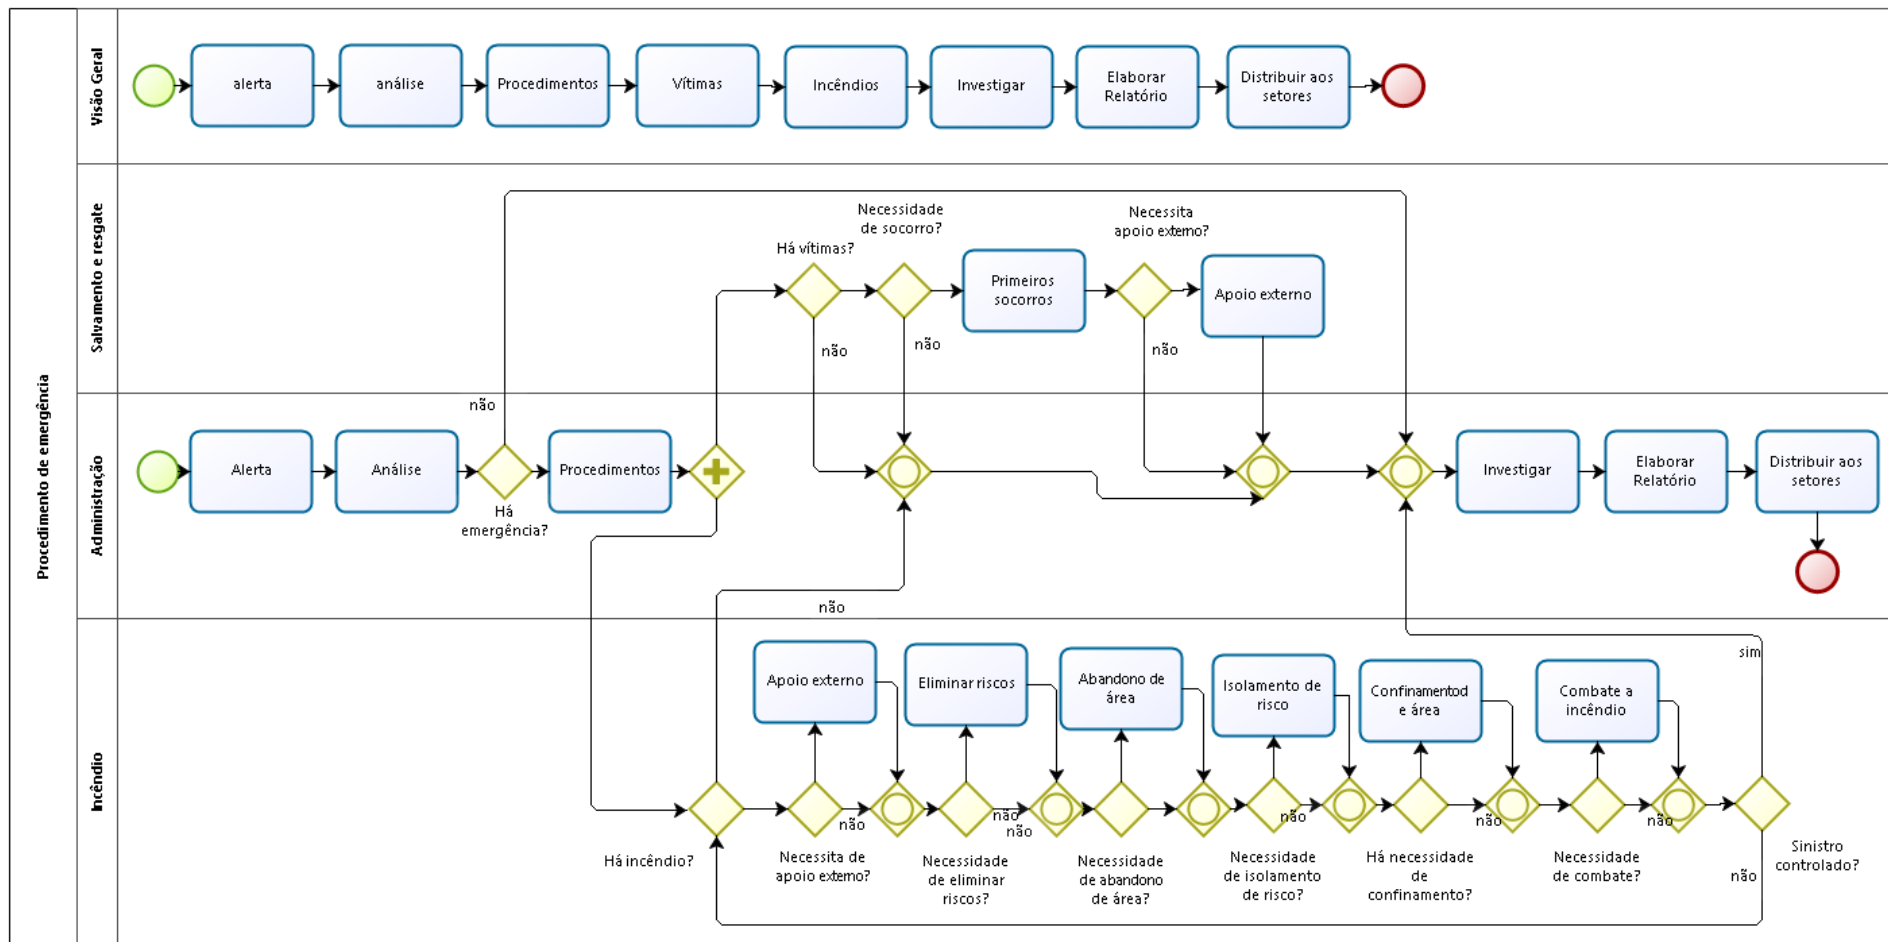 Procedimento de emergência
Visão Geral
alerta
análise
Procedimentos
Vítimas
Incêndios
Investigar
Elaborar
Relatório
Distribuir aos
setores
Salvamento e resgate
Há vítimas?
Necessidade
de socorro?
Primeiros
socorros
Necessita
apoio externo?
Apoio externo
não
não
não
não
Administração
Alerta
Análise
Há
emergência?
Procedimentos
Investigar
Elaborar
Relatório
Distribuir aos
setores
não
Incêndio
sim
Apoio externo
Eliminar riscos
Abandono de
área
Isolamento de
risco
Confinamentod
e área
Combate a
incêndio
não
não
não
não
não
não
Há incêndio?
Necessita de
apoio externo?
Necessidade
de eliminar
riscos?
Necessidade
de abandono
de área?
Necessidade
de isolamento
de risco?
Há necessidade
de
confinamento?
Necessidade
de combate?
Sinistro
controlado?
não